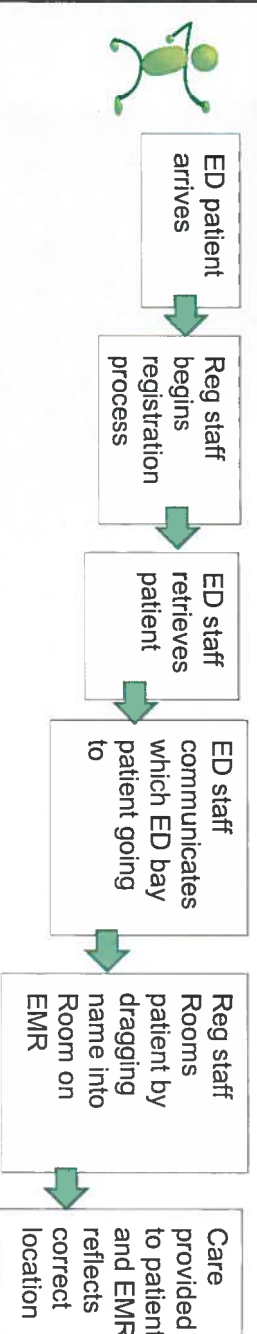 ED patient
arrives
Reg staff
begins
registration
process
ED staff
retrieves
patient
ED staff
communicates
which ED bay
patient going
to
Reg staff
Rooms
patient by
dragging
name into
Room on
EMR
Care
provided
to patient
and EMR
reflects
correct
location